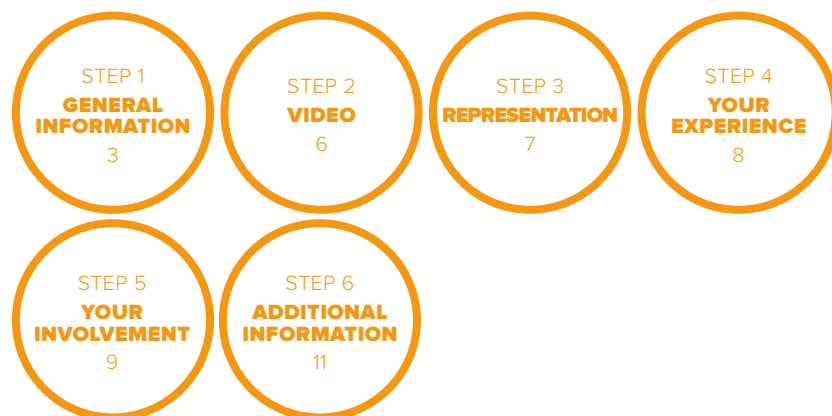 STEP 1
GENERAL
INFORMATION
3
STEP 2
VIDEO
6
STEP 3
REPRESENTATION
7
STEP 4
YOUR
EXPERIENCE
8
STEP 5
YOUR
INVOLVEMENT
9
STEP 6
ADDITIONAL
INFORMATION
11